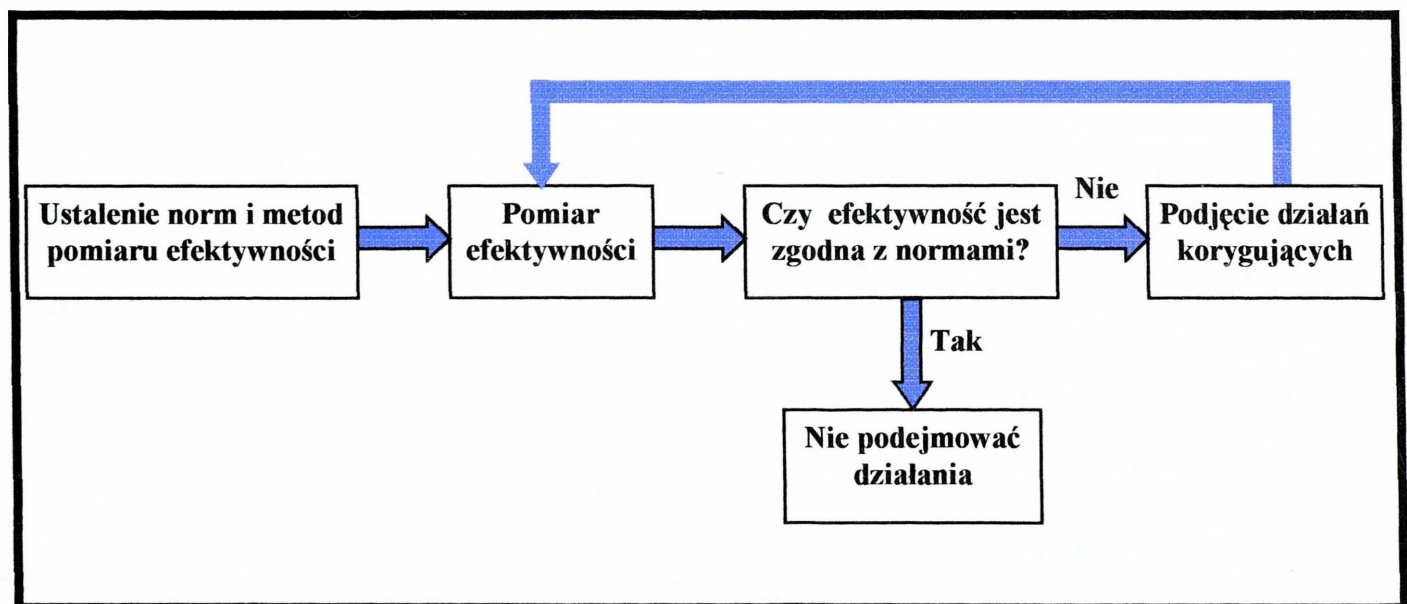 Ustalenie norm i metod
pomiaru efektywności
Pomiar
efektywności
Czy efektywność jest
zgodna z normami?
Nie
Podjęcie działań
korygujących
Tak
Nie podejmować
działania